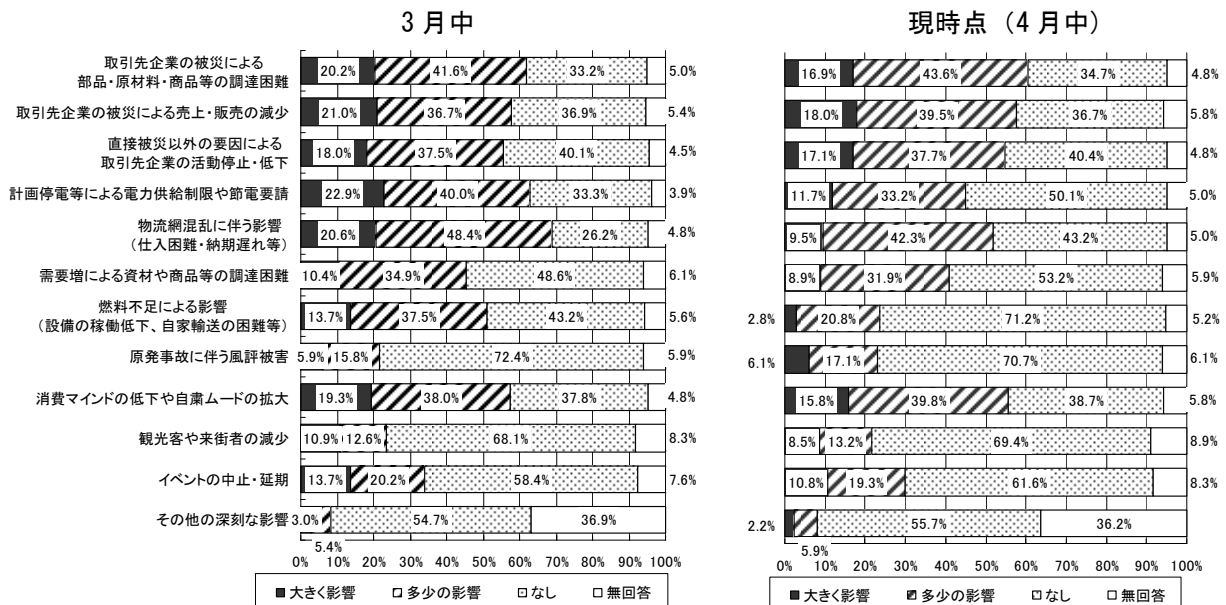 3月中
取引先企業の被災による
部品・原材料・商品等の調達困難
20.2% 41.6% 33.2% 5.0%
取引先企業の被災による売上・販売の減少
21.0% 36.7% 36.9% 5.4%
直接被災以外の要因による
取引先企業の活動停止・低下
18.0% 37.5% 40.1% 4.5%
計画停電等による電力供給制限や節電要請
22.9% 40.0% 33.3% 3.9%
物流網混乱に伴う影響
（仕入困難・納期遅れ等）
20.6% 48.4% 26.2% 4.8%
需要増による資材や商品等の調達困難
10.4% 34.9% 48.6% 6.1%
燃料不足による影響
（設備の稼働低下、自家輸送の困難等）
13.7% 37.5% 43.2% 5.6%
原発事故に伴う風評被害
5.9% 15.8% 72.4% 5.9%
消費マインドの低下や自粛ムードの拡大
19.3% 38.0% 37.8% 4.8%
観光客や来街者の減少
10.9% 12.6% 68.1% 8.3%
イベントの中止・延期
13.7% 20.2% 58.4% 7.6%
その他の深刻な影響
3.0% 54.7% 36.9%
5.4%
0% 10% 20% 30% 40% 50% 60% 70% 80% 90% 100%
大きく影響 多少の影響 なし 無回答
現時点（4月中）
16.9% 43.6% 34.7% 4.8%
18.0% 39.5% 36.7% 5.8%
17.1% 37.7% 40.4% 4.8%
11.7% 33.2% 50.1% 5.0%
9.5% 42.3% 43.2% 5.0%
8.9% 31.9% 53.2% 5.9%
2.8% 20.8% 71.2% 5.2%
6.1% 17.1% 70.7% 6.1%
15.8% 39.8% 38.7% 5.8%
8.5% 13.2% 69.4% 8.9%
10.8% 19.3% 61.6% 8.3%
2.2% 55.7% 36.2%
5.9%
0% 10% 20% 30% 40% 50% 60% 70% 80% 90% 100%
大きく影響 多少の影響 なし 無回答